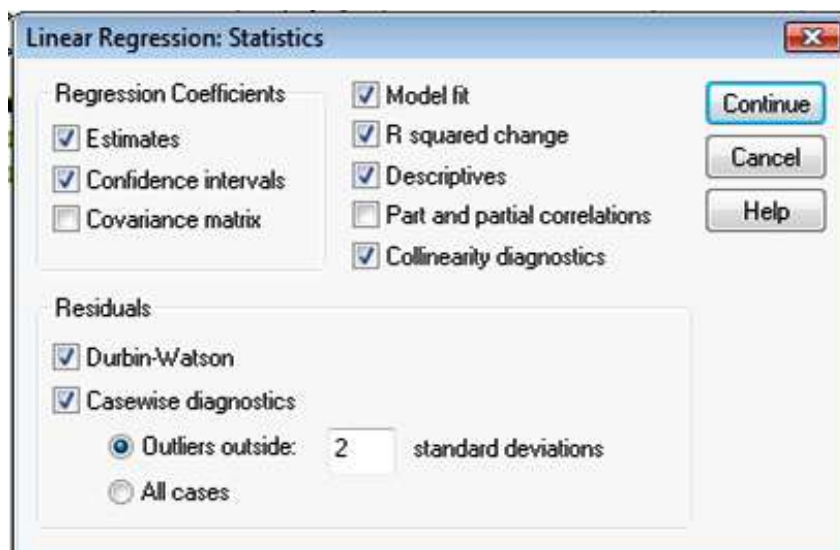 Linear Regression: Statistics
Regression Coefficients
Estimates
Confidence intervals
Covariance matrix
Model fit
R squared change
Descriptives
Part and partial correlations
Collinearity diagnostics
Continue
Cancel
Help
Residuals
Durbin-Watson
Casewise diagnostics
Outliers outside: 2 standard deviations
All cases